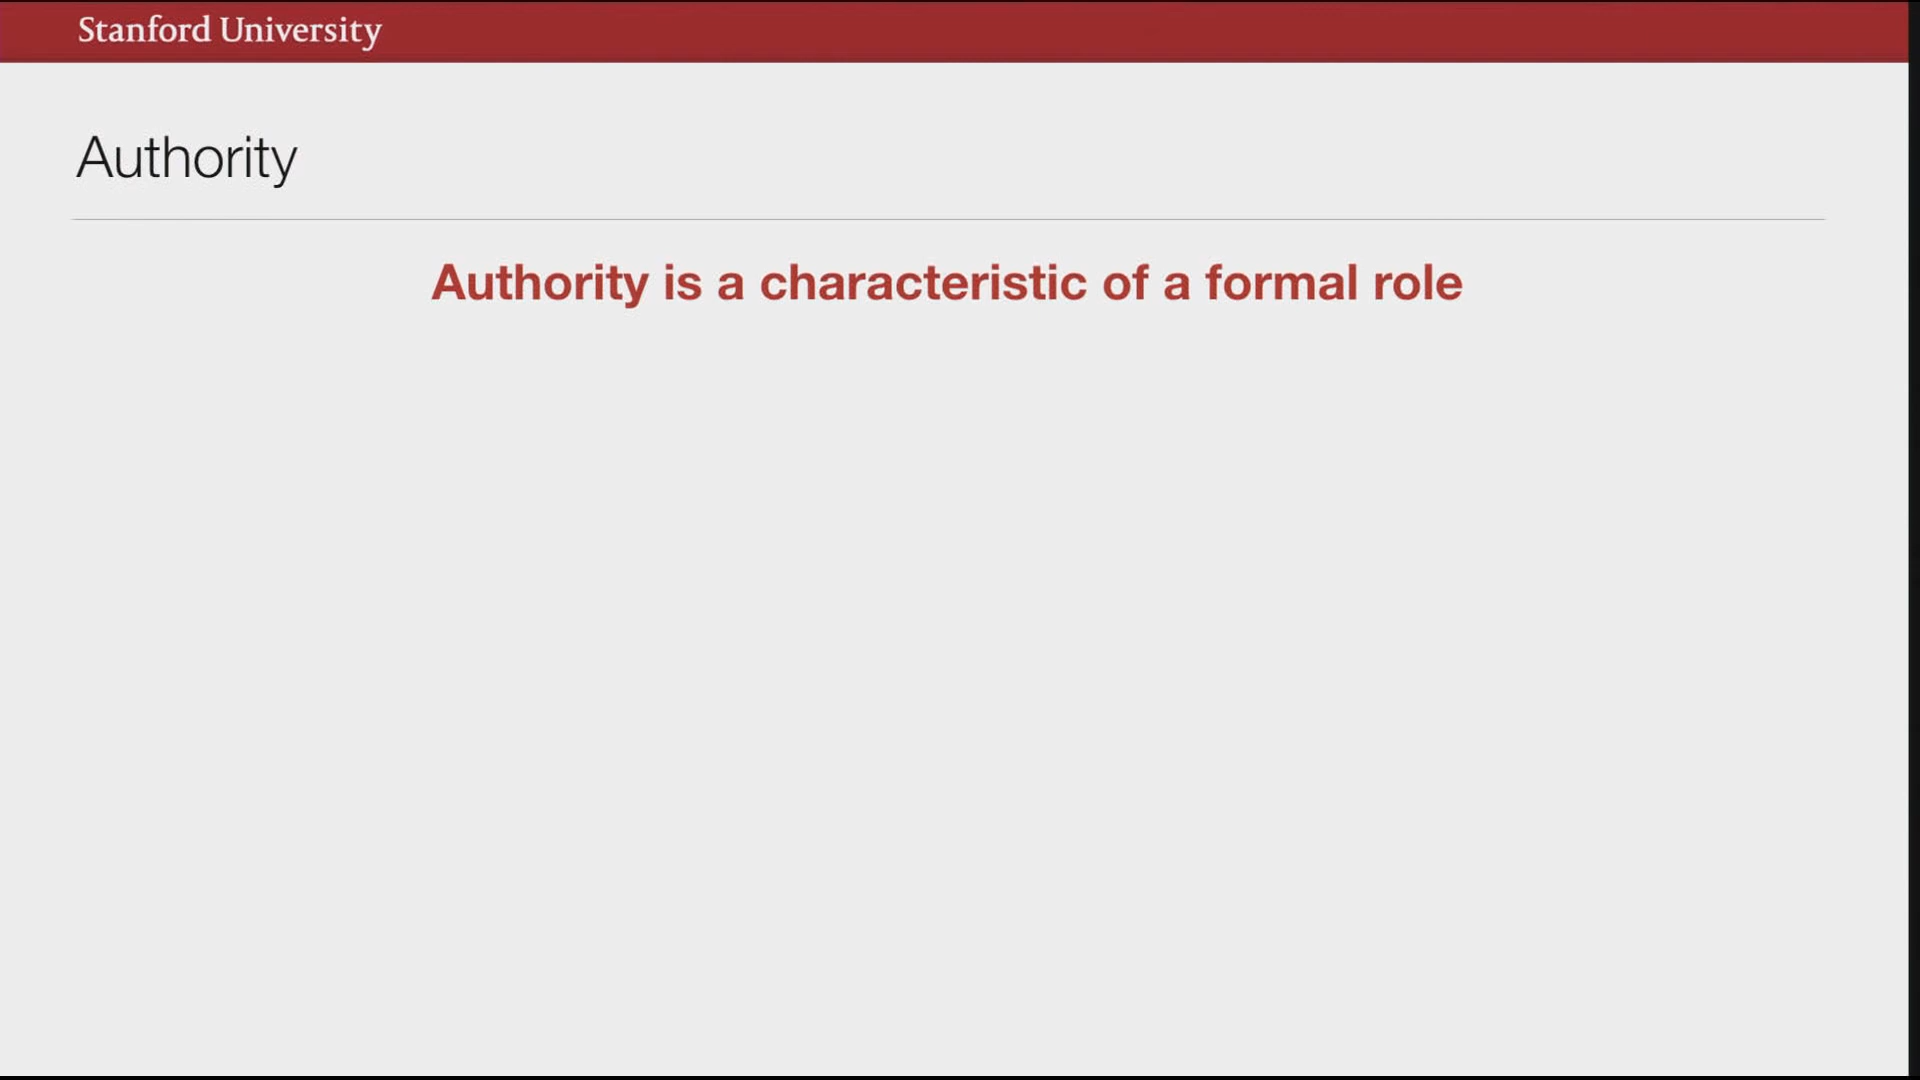 Stanford University
Authority
Authority is a characteristic of a formal role